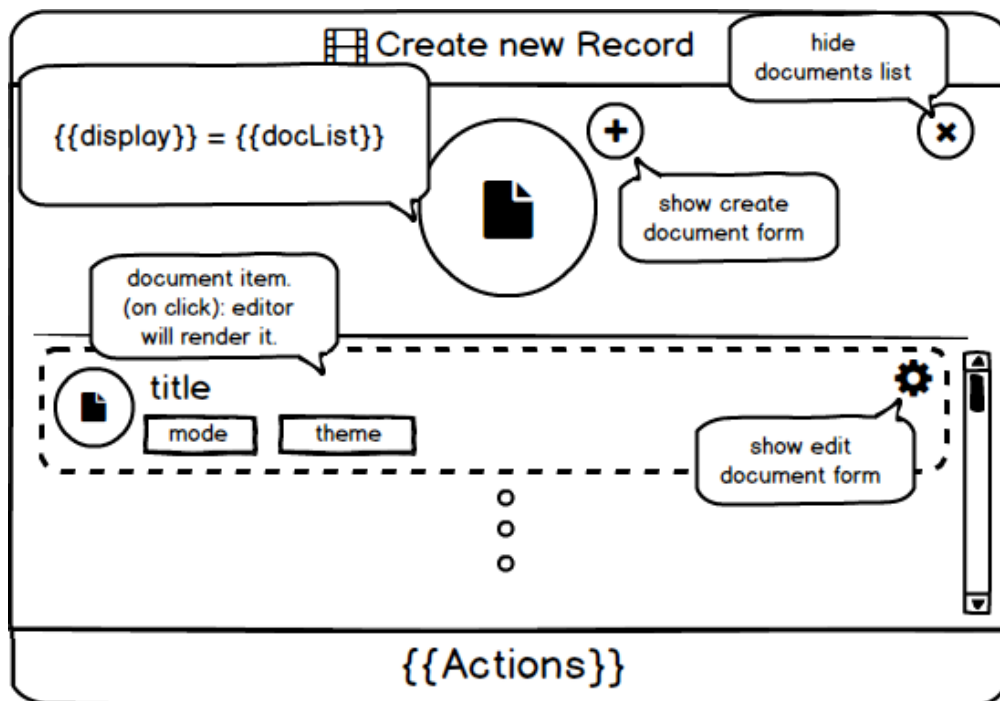 Create new Record
hide
documents list
{{display}} = {{docList}}
show create
document form
document item.
(on click): editor
will render it.
title
mode
theme
show edit
document form
{{Actions}}